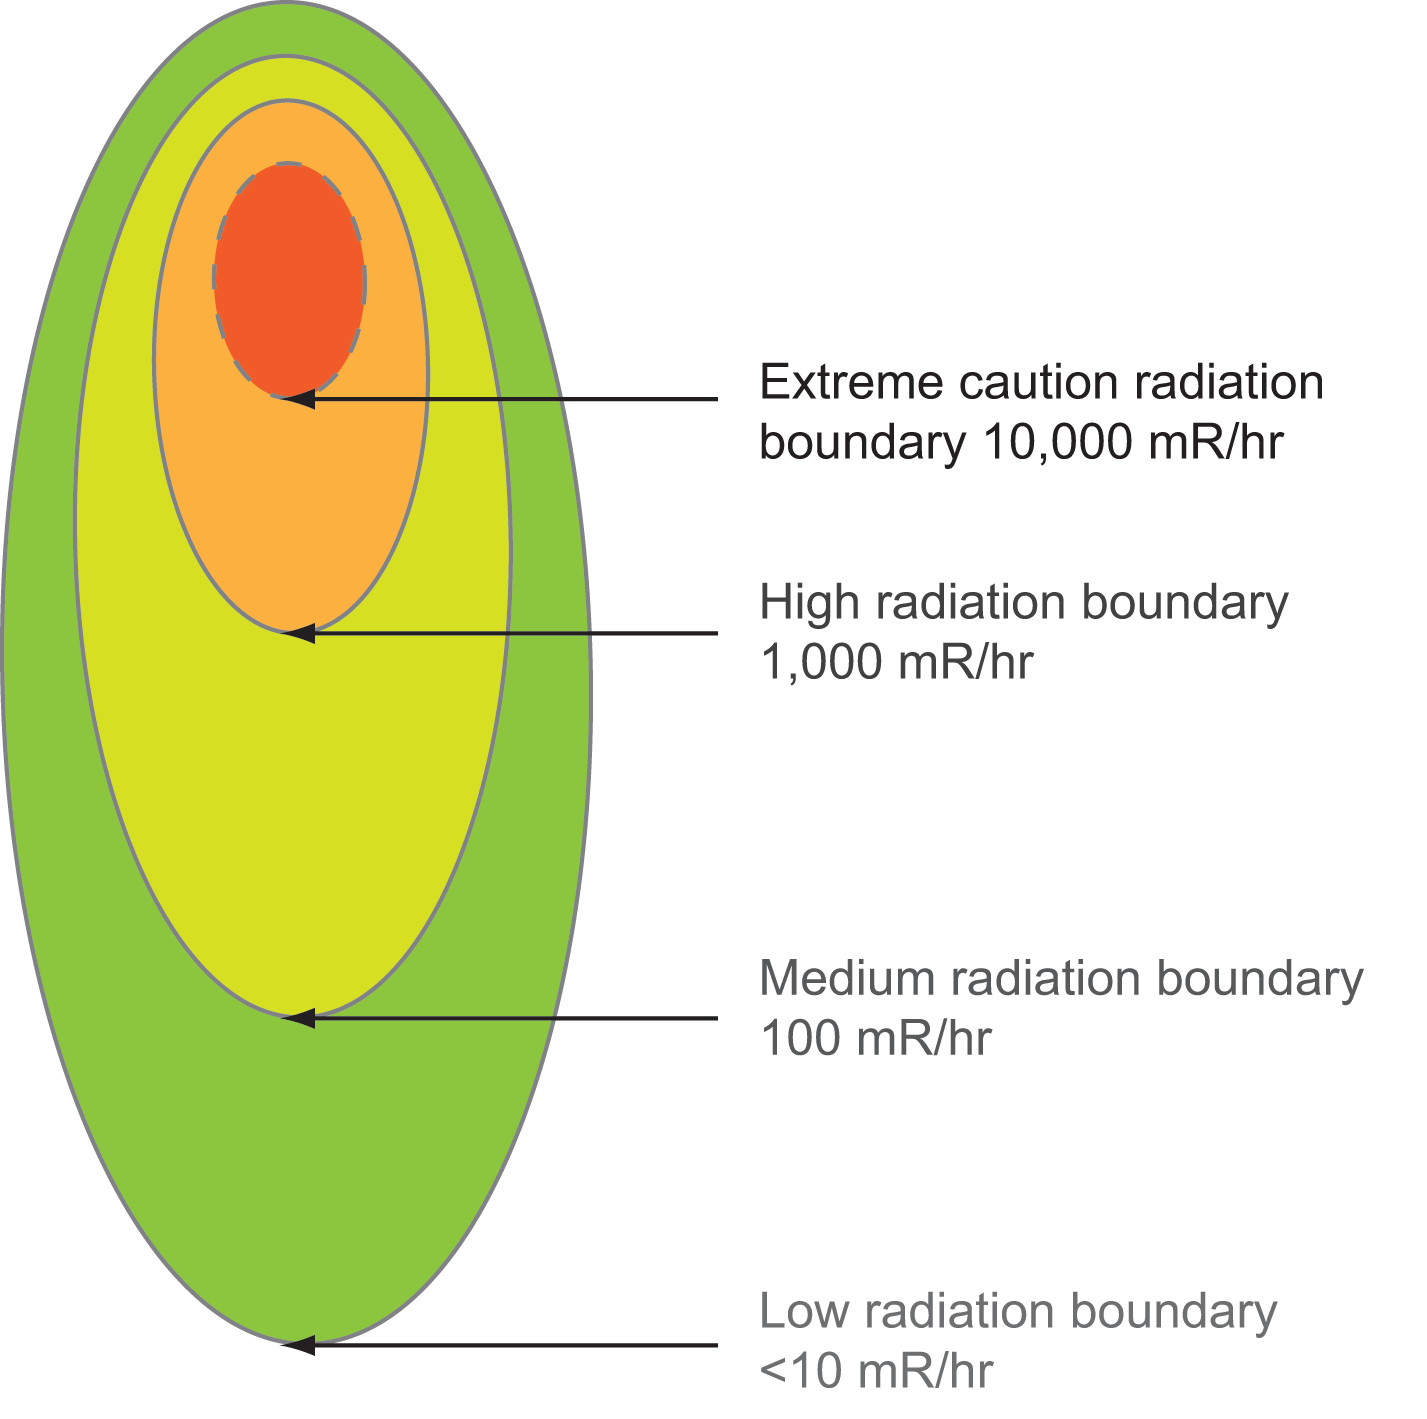 Extreme caution radiation
boundary 10,000 mR/hr
High radiation boundary
1,000 mR/hr
Medium radiation boundary
100 mR/hr
Low radiation boundary
<10 mR/hr